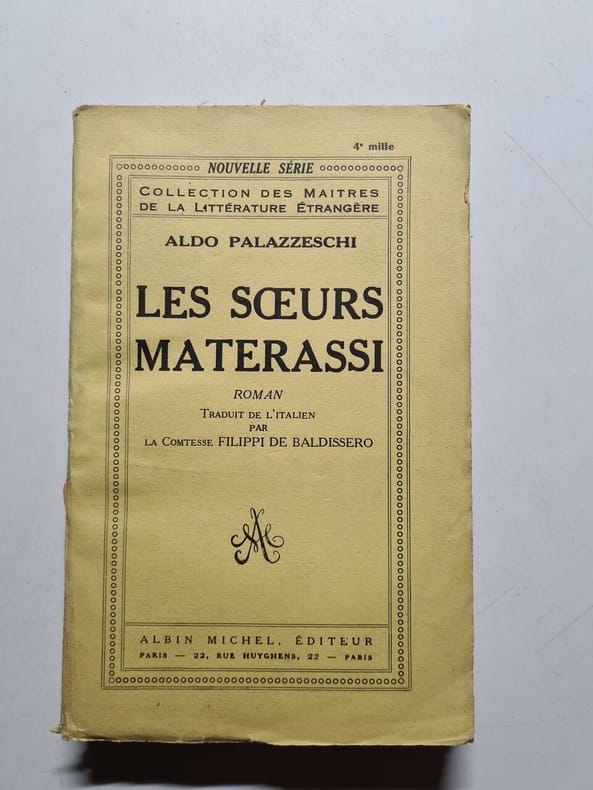 4e mille
NOUVELLE SÉRIE
COLLECTION DES MAITRES
DE LA LITTÉRATURE ÉTRANGÈRE
ALDO PALAZZESCHI
LES SŒURS
MATERASSI
ROMAN
TRADUIT DE L'ITALIEN
PAR
LA COMTESSE FILIPPI DE BALDISSERO
ALBIN MICHEL, ÉDITEUR
PARIS — 22, RUE HUYGHENS, 22 — PARIS